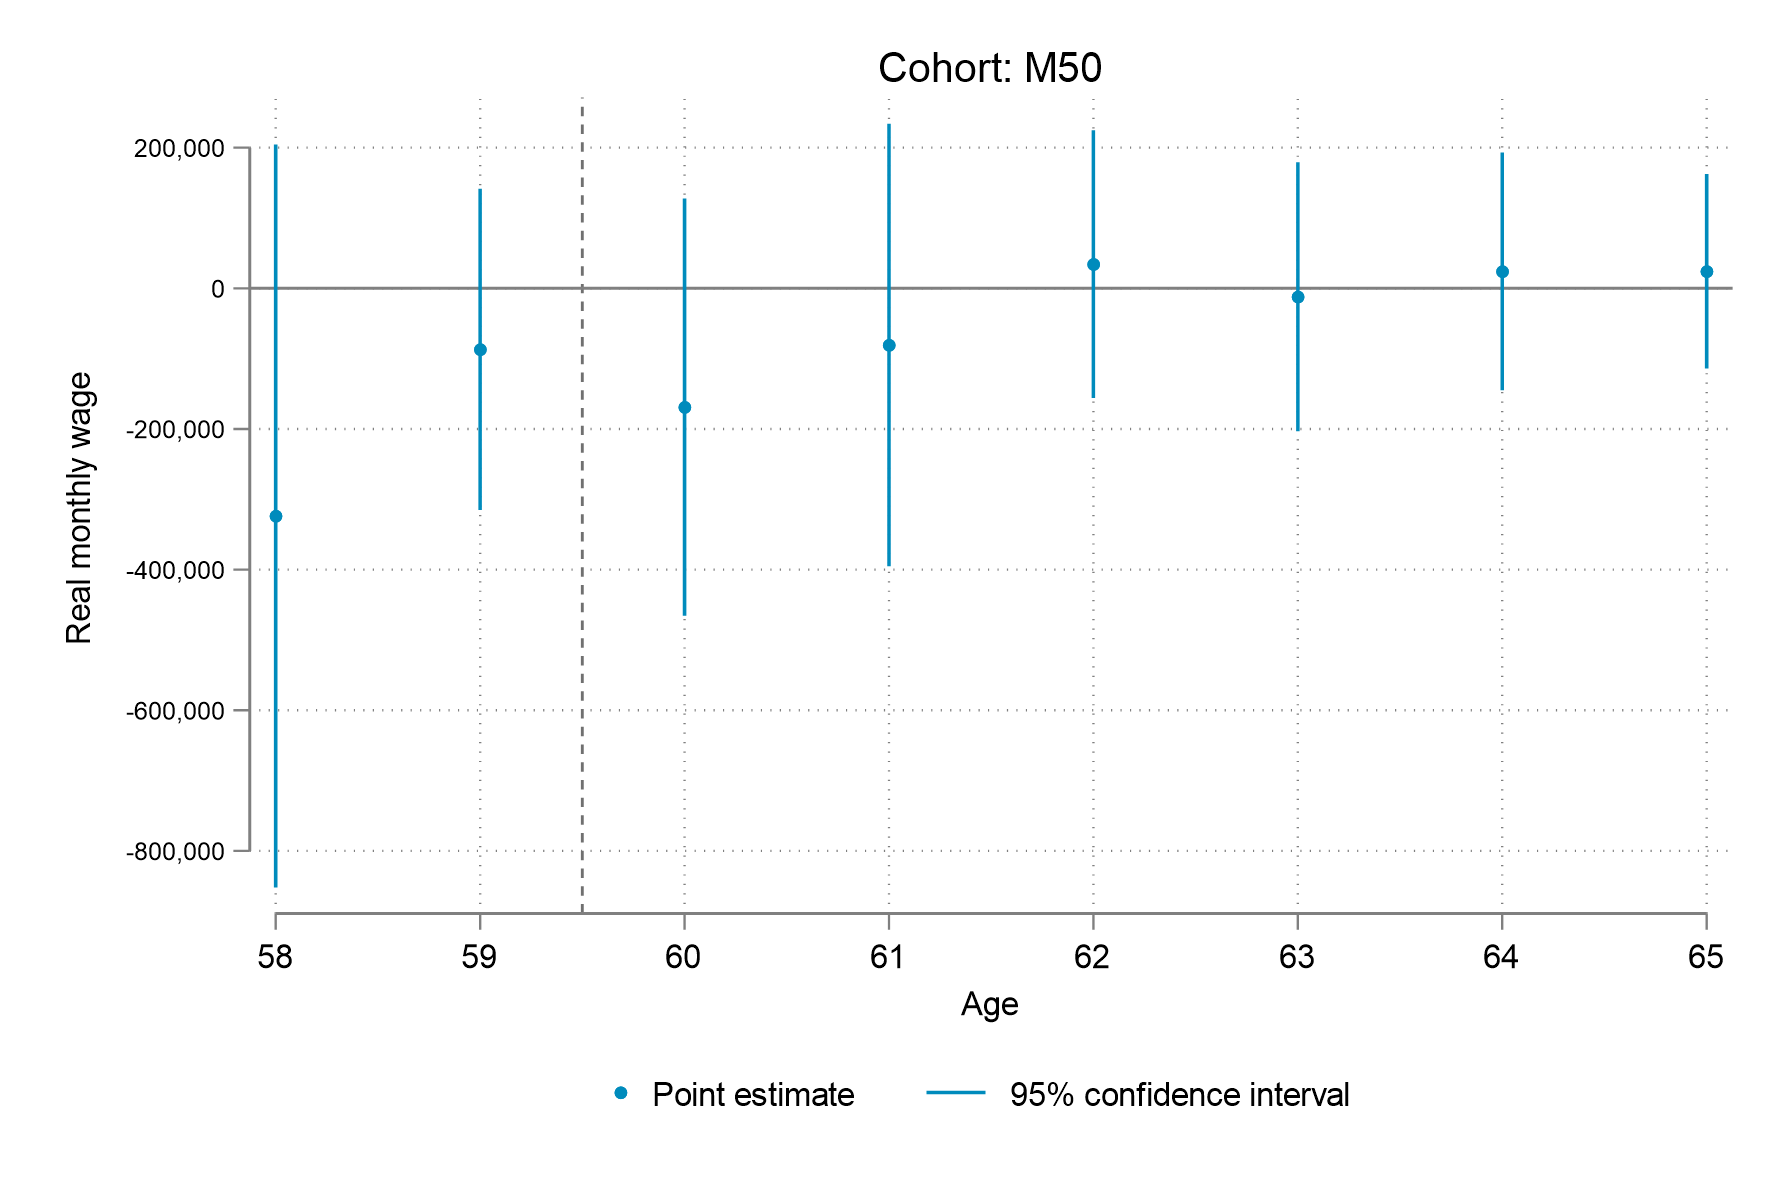 Cohort: M50
200,000
0
-200,000
-400,000
-600,000
-800,000
Real monthly wage
58 59 60 61 62 63 64 65
Age
Point estimate 95% confidence interval